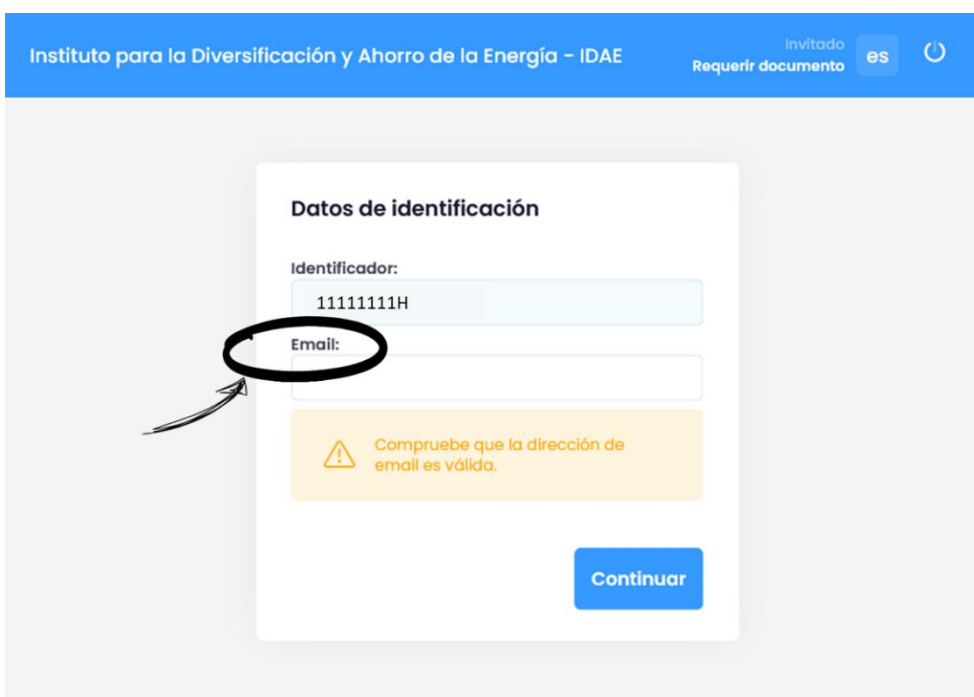 Instituto para la Diversificación y Ahorro de la Energía - IDAE
Invitado
Requerir documento
es
Datos de identificación
Identificador:
11111111H
Email:
Compruebe que la dirección de
email es válida.
Continuar